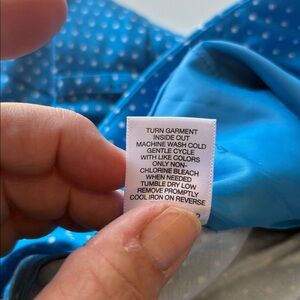 TURN GARMENT
INSIDE OUT
MACHINE WASH COLD
GENTLE CYCLE
WITH LIKE COLORS
ONLY NON-
CHLORINE BLEACH
WHEN NEEDED
TUMBLE DRY LOW
REMOVE PROMPTLY
COOL IRON ON REVERSE